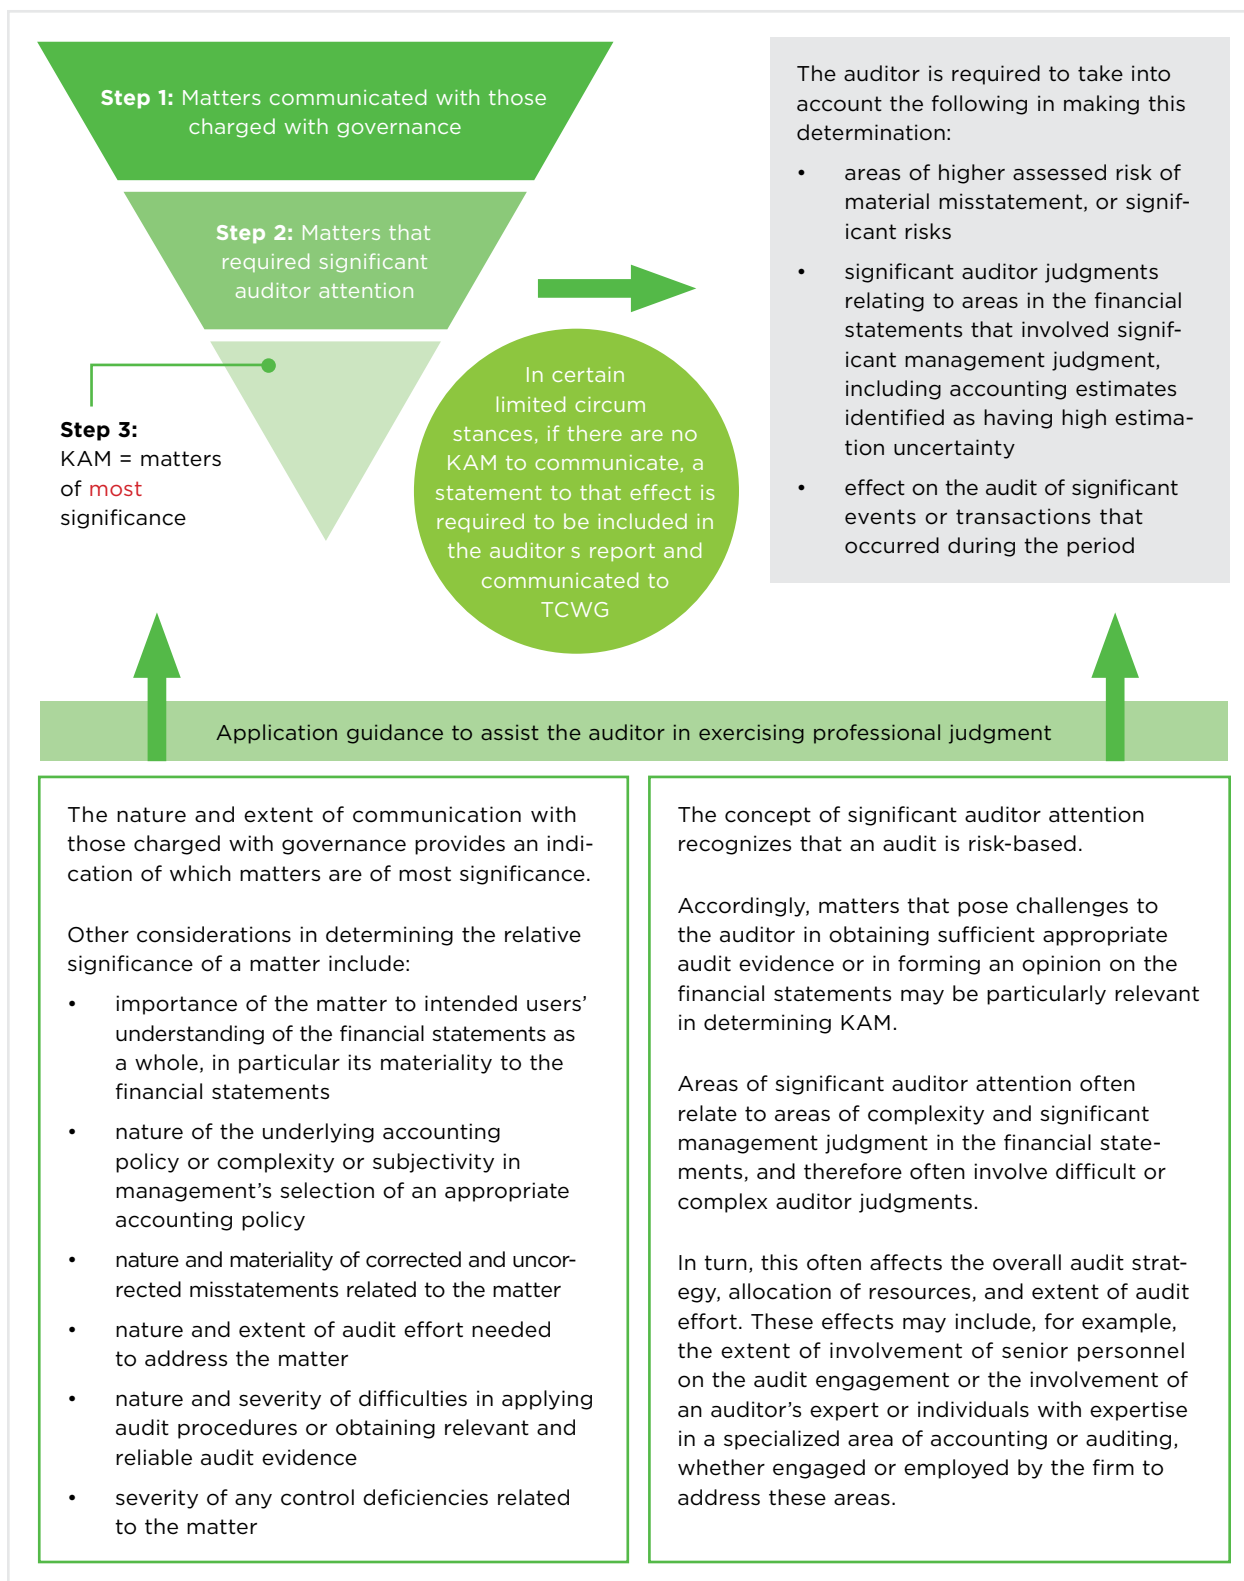 Step 1: Matters communicated with those
charged with governance
Step 2: Matters that
required significant
auditor attention
Step 3:
KAM = matters
of most
significance
In certain
limited circum
stances, if there are no
KAM to communicate, a
statement to that effect is
required to be included in
the auditor s report and
communicated to
TCWG
The auditor is required to take into
account the following in making this
determination:
• areas of higher assessed risk of
material misstatement, or signif-
icant risks
• significant auditor judgments
relating to areas in the financial
statements that involved signif-
icant management judgment,
including accounting estimates
identified as having high estima-
tion uncertainty
• effect on the audit of significant
events or transactions that
occurred during the period
Application guidance to assist the auditor in exercising professional judgment
The nature and extent of communication with
those charged with governance provides an indi-
cation of which matters are of most significance.
Other considerations in determining the relative
significance of a matter include:
• importance of the matter to intended users’
understanding of the financial statements as
a whole, in particular its materiality to the
financial statements
• nature of the underlying accounting
policy or complexity or subjectivity in
management’s selection of an appropriate
accounting policy
• nature and materiality of corrected and uncor-
rected misstatements related to the matter
• nature and extent of audit effort needed
to address the matter
• nature and severity of difficulties in applying
audit procedures or obtaining relevant and
reliable audit evidence
• severity of any control deficiencies related
to the matter
The concept of significant auditor attention
recognizes that an audit is risk-based.
Accordingly, matters that pose challenges to
the auditor in obtaining sufficient appropriate
audit evidence or in forming an opinion on the
financial statements may be particularly relevant
in determining KAM.
Areas of significant auditor attention often
relate to areas of complexity and significant
management judgment in the financial state-
ments, and therefore often involve difficult or
complex auditor judgments.
In turn, this often affects the overall audit strat-
egy, allocation of resources, and extent of audit
effort. These effects may include, for example,
the extent of involvement of senior personnel
on the audit engagement or the involvement of
an auditor’s expert or individuals with expertise
in a specialized area of accounting or auditing,
whether engaged or employed by the firm to
address these areas.